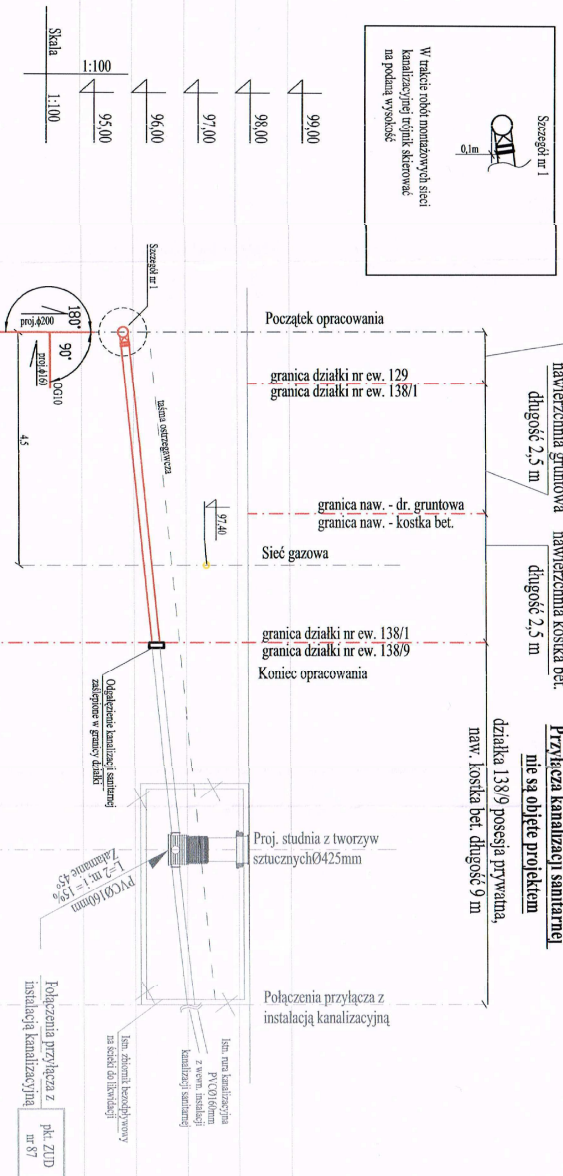 Szczegół nr 1
0,1m
W trakcie robót montażowych sieci
kanalizacyjnej trójnik skierować
na podaną wysokość
99,00
98,00
97,00
96,00
95,00
1:100
Skala
1:100
nawierzchnia gruntowa
długość 2,5 m
nawierzchnia kostka bet.
długość 2,5 m
Przyłącza kanalizacji sanitarnej
nie są objęte projektem
działka 138/9 posesja prywatna,
naw. kostka bet. długość 9 m
Początek opracowania
granica działki nr ew. 129
granica działki nr ew. 138/1
granica naw. - dr. gruntowa
granica naw. - kostka bet.
Sieć gazowa
97,40
granica działki nr ew. 138/1
granica działki nr ew. 138/9
Koniec opracowania
Proj. studnia z tworzyw
sztucznychØ425mm
Połączenia przyłącza z
instalacją kanalizacyjną
Szczegół nr 1
taśma ostrzegawcza
180°
90°
proj.ϕ200
proj.ϕ160
OG10
4,5
Odgałęzienie kanalizacji sanitarnej
zaślepione w granicy działki
PVCØ160mm
L=2 m; i = 15%
Załamanie 45°
Istn. rura kanalizacyjna
PVCØ160mm
z wewn. instalacji
kanalizacji sanitarnej
Istn. zbiornik bezodpływowy
na ścieki do likwidacji
Połączenia przyłącza z
instalacją kanalizacyjną
pkt. ZUD
nr 87